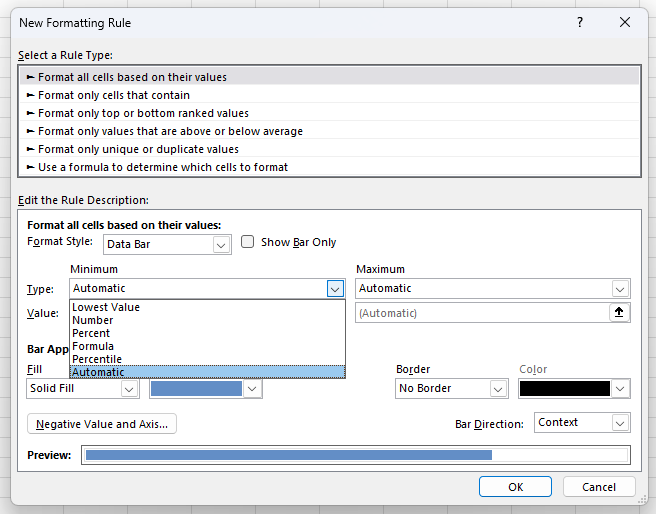 New Formatting Rule
Select a Rule Type:
► Format all cells based on their values
► Format only cells that contain
► Format only top or bottom ranked values
► Format only values that are above or below average
► Format only unique or duplicate values
► Use a formula to determine which cells to format
Edit the Rule Description:
Format all cells based on their values:
Format Style: Data Bar Show Bar Only
Minimum Maximum
Type: Automatic Automatic
Value: (Automatic)
Lowest Value
Number
Percent
Formula
Percentile
Automatic
Bar App
Fill Border Color
Solid Fill No Border
Negative Value and Axis... Bar Direction: Context
Preview:
OK Cancel